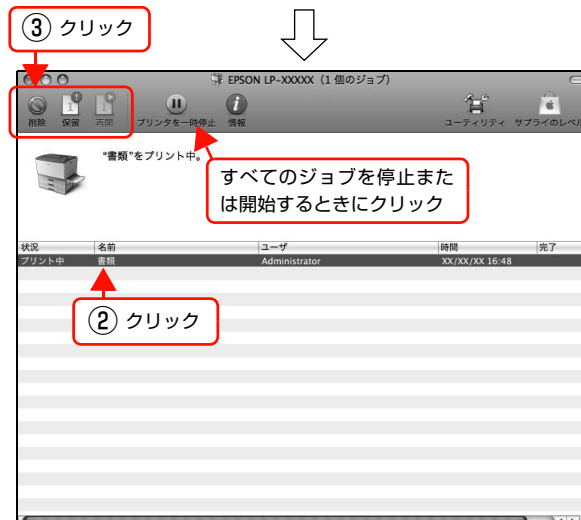 ③ クリック
EPSON LP-XXXXX（1 個のジョブ）
削除 保留 再開 プリンタを一時停止 情報 ユーティリティ サプライのレベル
"書類"をプリント中。
すべてのジョブを停止また
は開始するときにクリック
状況 名前 ユーザ 時間 完了
プリント中 書類 Administrator XX/XX/XX 16:48
② クリック